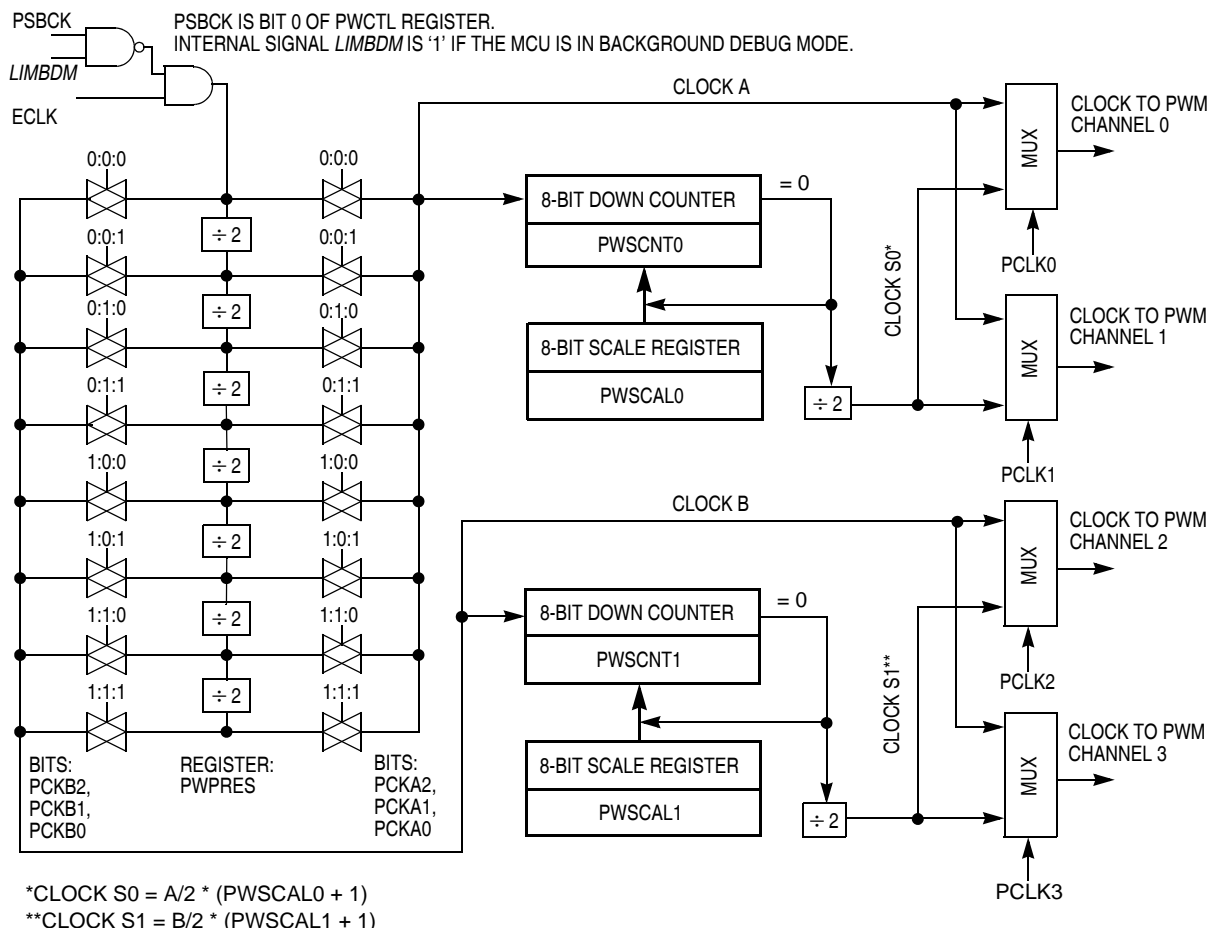 PSBCK
PSBCK IS BIT 0 OF PWCTL REGISTER.
INTERNAL SIGNAL LIMBDM IS ‘1’ IF THE MCU IS IN BACKGROUND DEBUG MODE.
LIMBDM
ECLK
CLOCK A
CLOCK TO PWM
CHANNEL 0
MUX
PCLK0
0:0:0
0:0:0
÷ 2
0:0:1
0:0:1
÷ 2
0:1:0
0:1:0
÷ 2
0:1:1
0:1:1
÷ 2
1:0:0
1:0:0
÷ 2
1:0:1
1:0:1
÷ 2
1:1:0
1:1:0
÷ 2
1:1:1
1:1:1
8-BIT DOWN COUNTER
= 0
PWSCNT0
8-BIT SCALE REGISTER
PWSCAL0
÷ 2
CLOCK S0*
CLOCK TO PWM
CHANNEL 1
MUX
PCLK1
CLOCK B
CLOCK TO PWM
CHANNEL 2
MUX
PCLK2
8-BIT DOWN COUNTER
= 0
PWSCNT1
8-BIT SCALE REGISTER
PWSCAL1
÷ 2
CLOCK S1**
CLOCK TO PWM
CHANNEL 3
MUX
PCLK3
BITS:
PCKB2,
PCKB1,
PCKB0
REGISTER:
PWPRES
BITS:
PCKA2,
PCKA1,
PCKA0
*CLOCK S0 = A/2 * (PWSCAL0 + 1)
**CLOCK S1 = B/2 * (PWSCAL1 + 1)